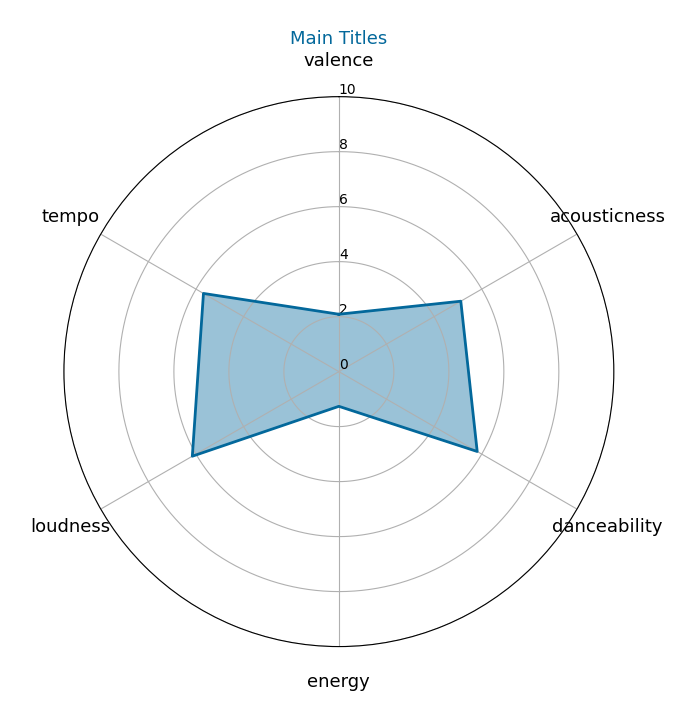 Main Titles
valence
10
8
6
4
2
0
tempo
acousticness
loudness
danceability
energy